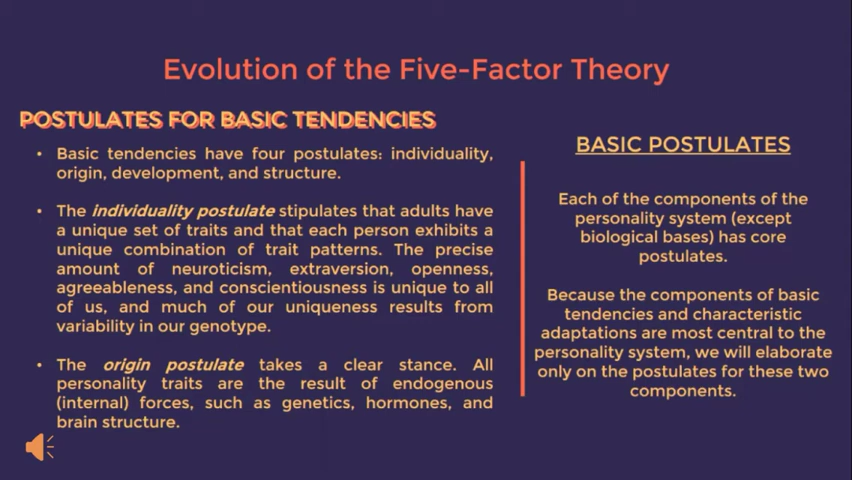 Evolution of the Five-Factor Theory
POSTULATES FOR BASIC TENDENCIES
• Basic tendencies have four postulates: individuality,
origin, development, and structure.
• The individuality postulate stipulates that adults have
a unique set of traits and that each person exhibits a
unique combination of trait patterns. The precise
amount of neuroticism, extraversion, openness,
agreeableness, and conscientiousness is unique to all
of us, and much of our uniqueness results from
variability in our genotype.
• The origin postulate takes a clear stance. All
personality traits are the result of endogenous
(internal) forces, such as genetics, hormones, and
brain structure.
BASIC POSTULATES
Each of the components of the
personality system (except
biological bases) has core
postulates.
Because the components of basic
tendencies and characteristic
adaptations are most central to the
personality system, we will elaborate
only on the postulates for these two
components.